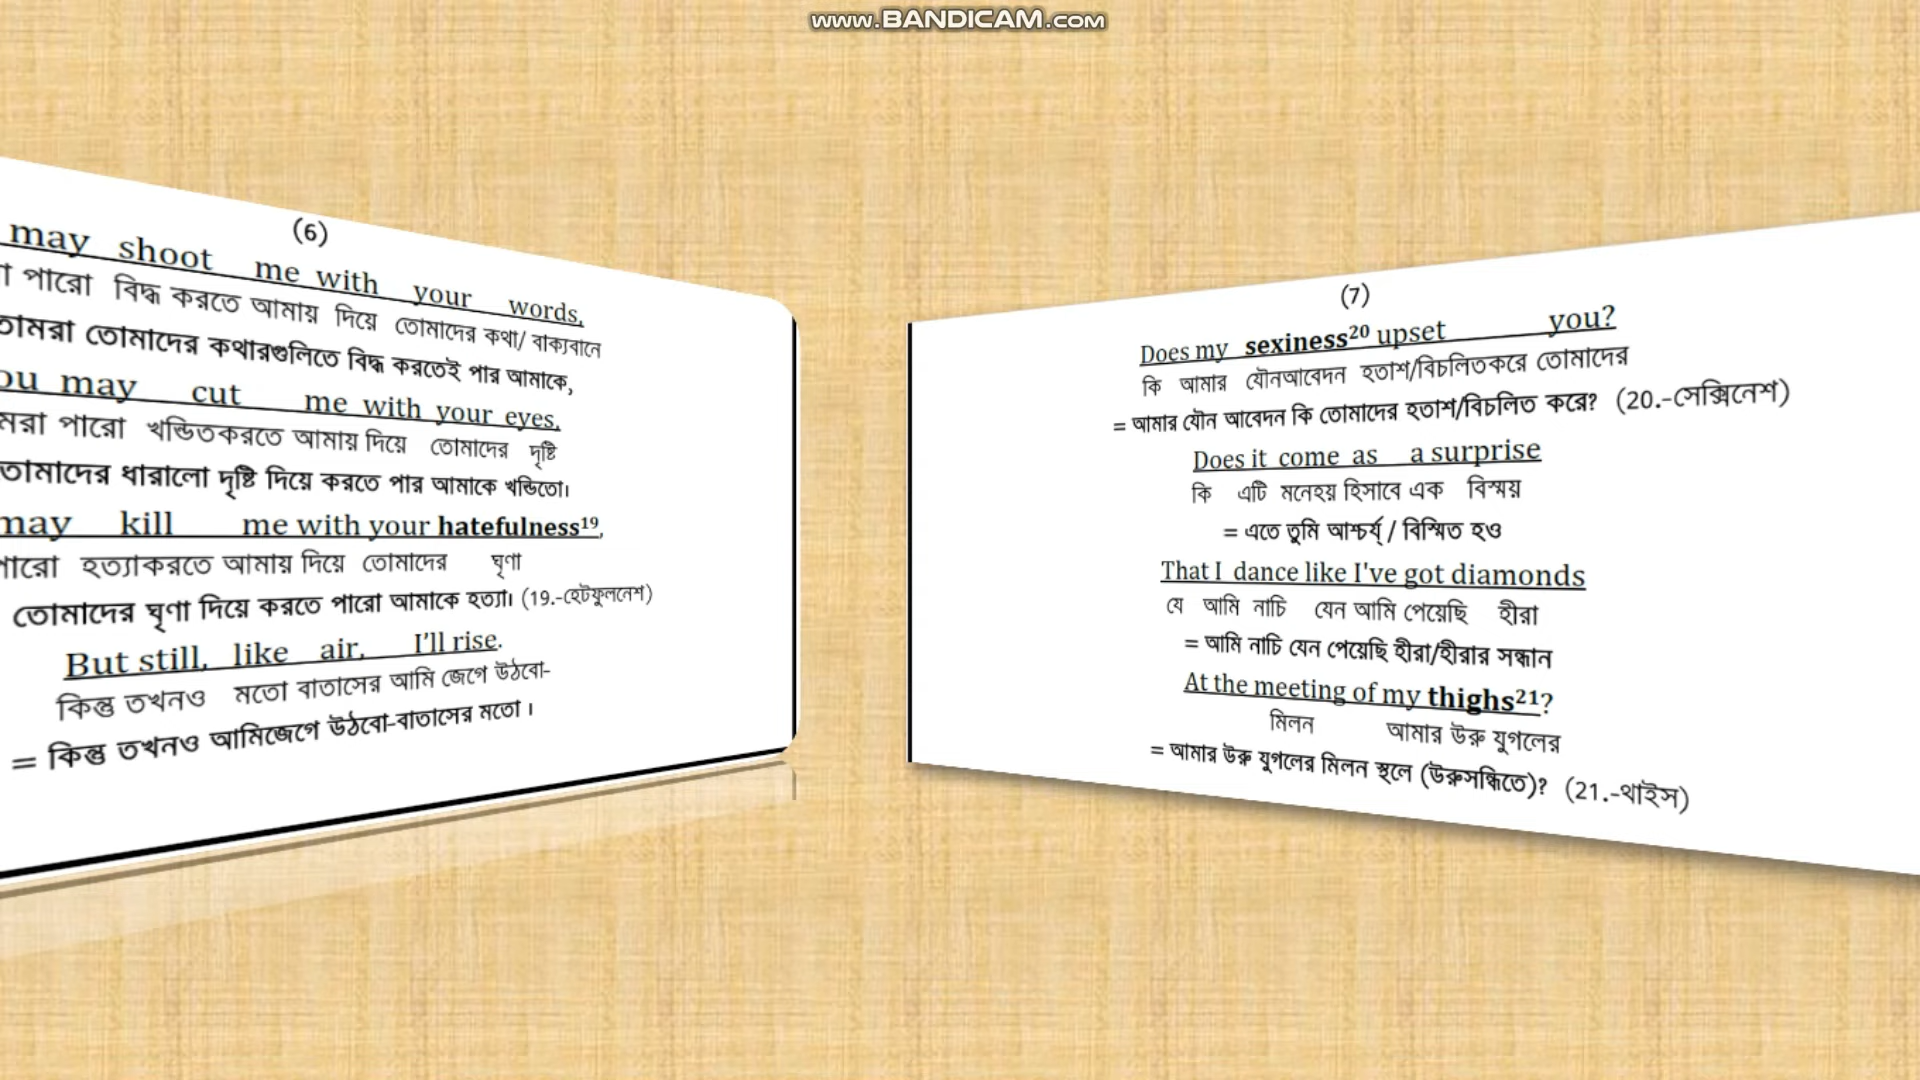 www.BANDICAM.com
(6)
may shoot me with your words,
পারো বিদ্ধ করতে আমায় দিয়ে তোমাদের কথা/ বাক্যবানে
তোমাদের কথারগুলিতে বিদ্ধ করতেই পার আমাকে,
may cut me with your eyes,
পারো খন্ডিতকরতে আমায় দিয়ে তোমাদের দৃষ্টি
তোমাদের ধারালো দৃষ্টি দিয়ে করতে পার আমাকে খন্ডিতো।
may kill me with your hatefulness¹⁹,
হত্যাকরতে আমায় দিয়ে তোমাদের ঘৃণা
তোমাদের ঘৃণা দিয়ে করতে পারো আমাকে হত্যা। (19.-হেটফুলনেশ)
But still, like air, I'll rise.
কিন্তু তখনও মতো বাতাসের আমি জেগে উঠবো-
= কিন্তু তখনও আমিজেগে উঠবো-বাতাসের মতো ।
(7)
Does my sexiness²⁰ upset you?
কি আমার যৌনআবেদন হতাশ/বিচলিতকরে তোমাদের
= আমার যৌন আবেদন কি তোমাদের হতাশ/বিচলিত করে? (20.-সেক্সিনেশ)
Does it come as a surprise
কি এটি মনেহয় হিসাবে এক বিস্ময়
= এতে তুমি আশ্চর্য্ / বিস্মিত হও
That I dance like I've got diamonds
যে আমি নাচি যেন আমি পেয়েছি হীরা
= আমি নাচি যেন পেয়েছি হীরা/হীরার সন্ধান
At the meeting of my thighs²¹?
মিলন আমার উরু যুগলের
= আমার উরু যুগলের মিলন স্থলে (উরুসন্ধিতে)? (21.-থাইস)